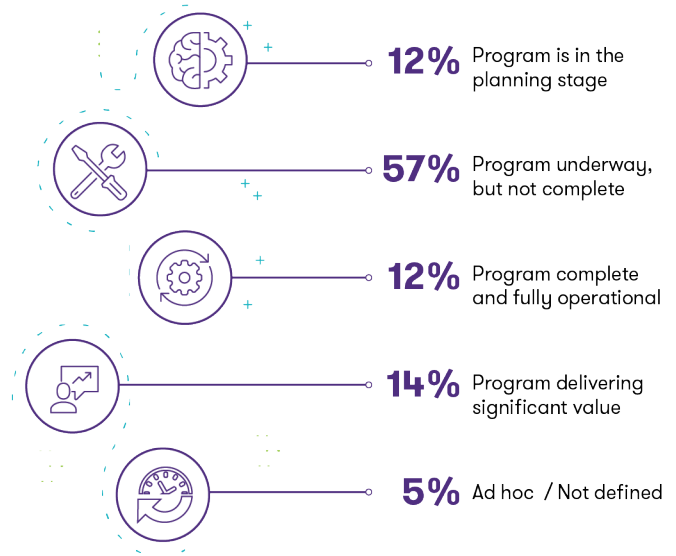 12% Program is in the
planning stage
57% Program underway,
but not complete
12% Program complete
and fully operational
14% Program delivering
significant value
5% Ad hoc / Not defined